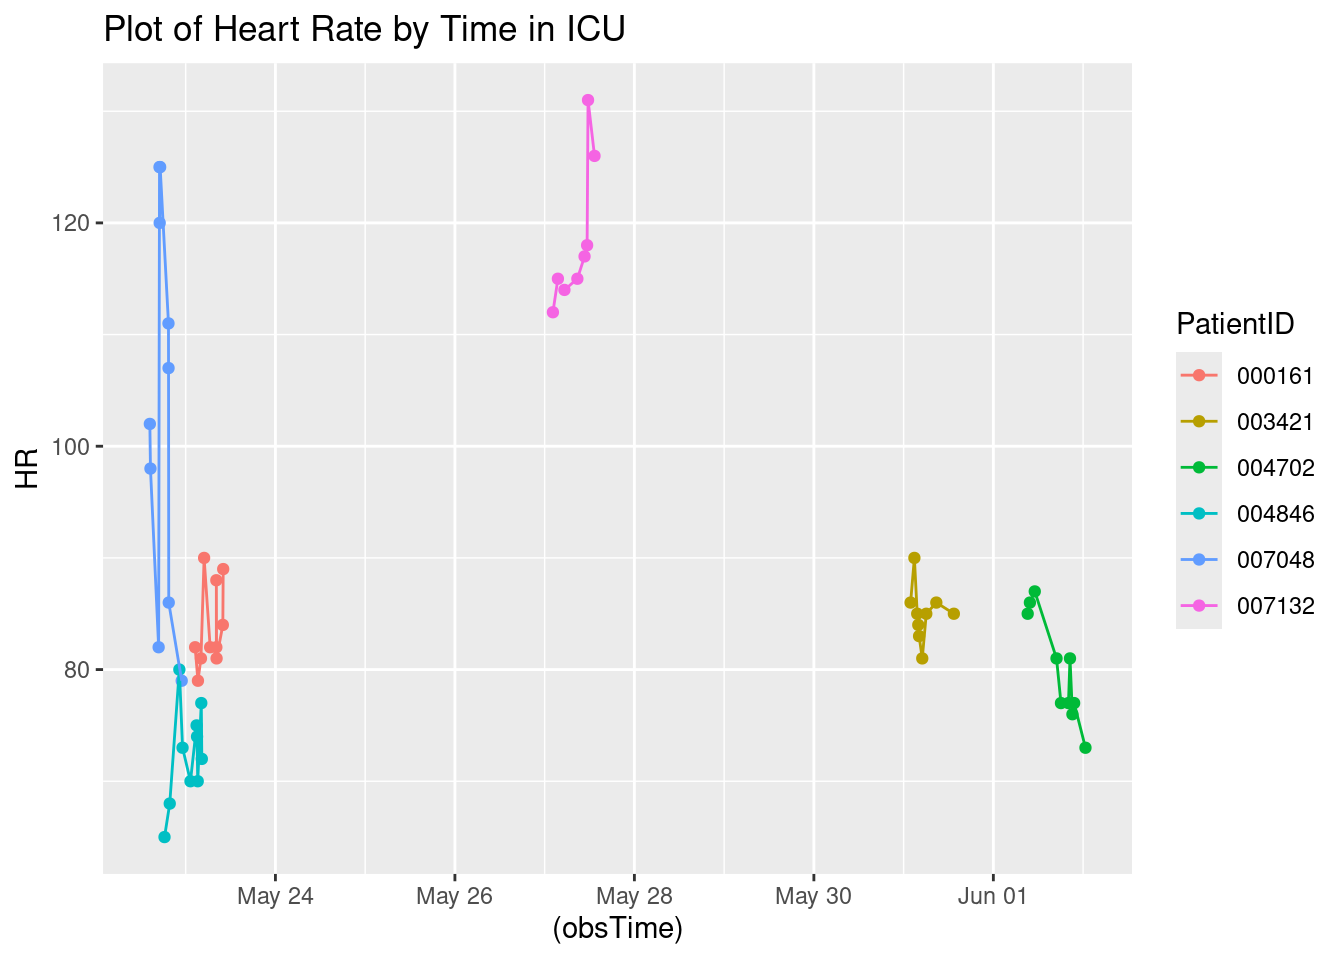 Plot of Heart Rate by Time in ICU
120
100
80
HR
May 24
May 26
May 28
May 30
Jun 01
(obsTime)
PatientID
000161
003421
004702
004846
007048
007132